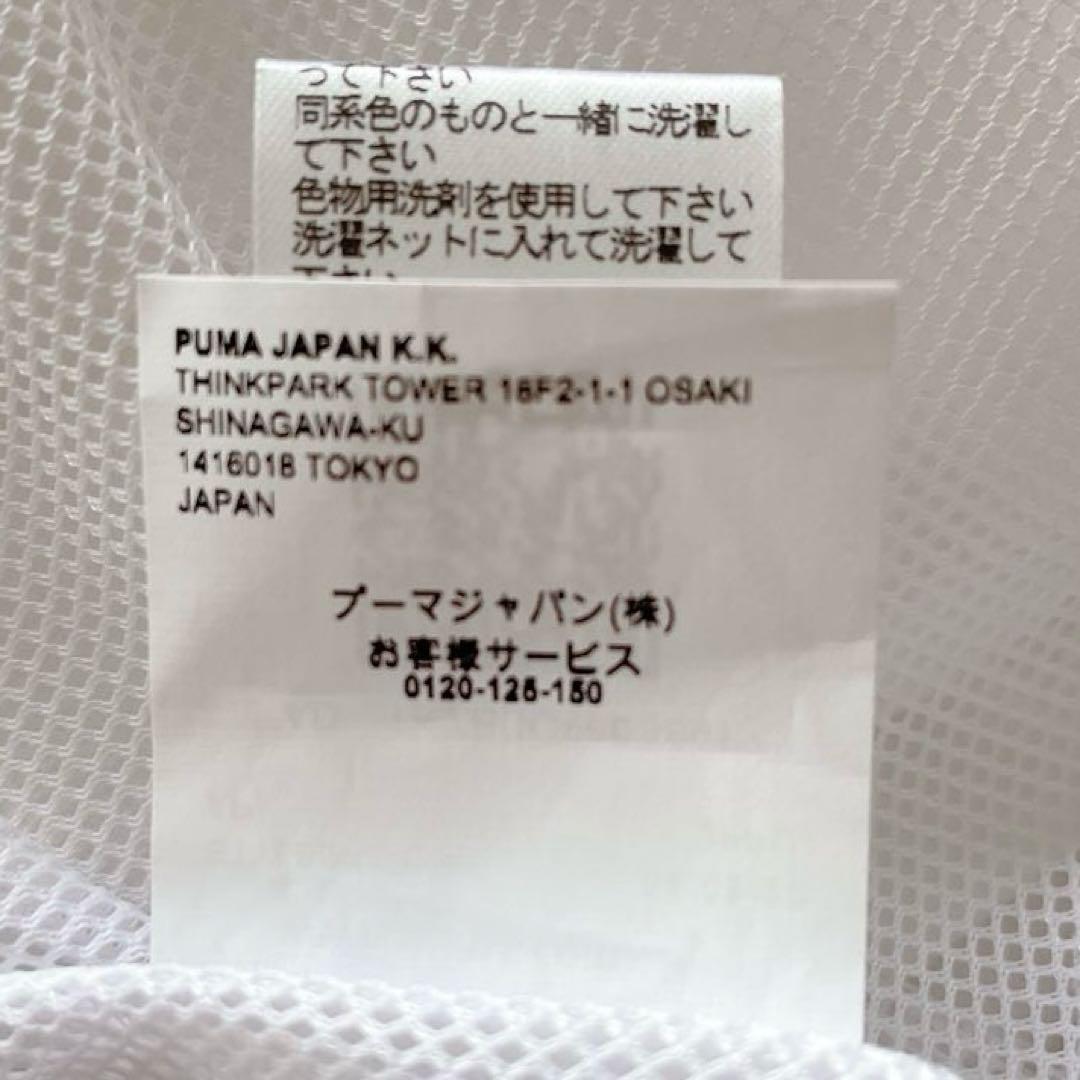 って下さい
同系色のものと一緒に洗濯し
て下さい
色物用洗剤を使用して下さい
洗濯ネットに入れて洗濯して
下さい
PUMA JAPAN K.K.
THINKPARK TOWER 16F2-1-1 OSAKI
SHINAGAWA-KU
1416018 TOKYO
JAPAN
プーマジャパン(株)
お客様サービス
0120-125-150